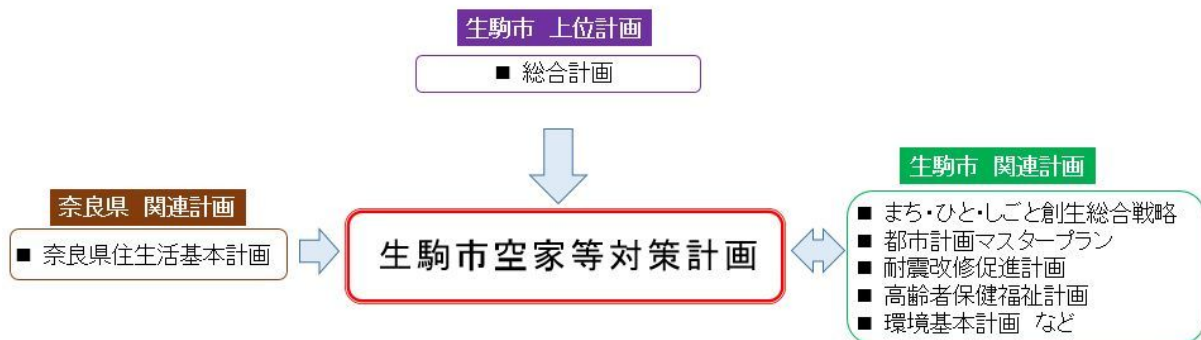 生駒市 上位計画
■ 総合計画
奈良県 関連計画
■ 奈良県住生活基本計画
生駒市空家等対策計画
生駒市 関連計画
■ まち・ひと・しごと創生総合戦略
■ 都市計画マスタープラン
■ 耐震改修促進計画
■ 高齢者保健福祉計画
■ 環境基本計画 など